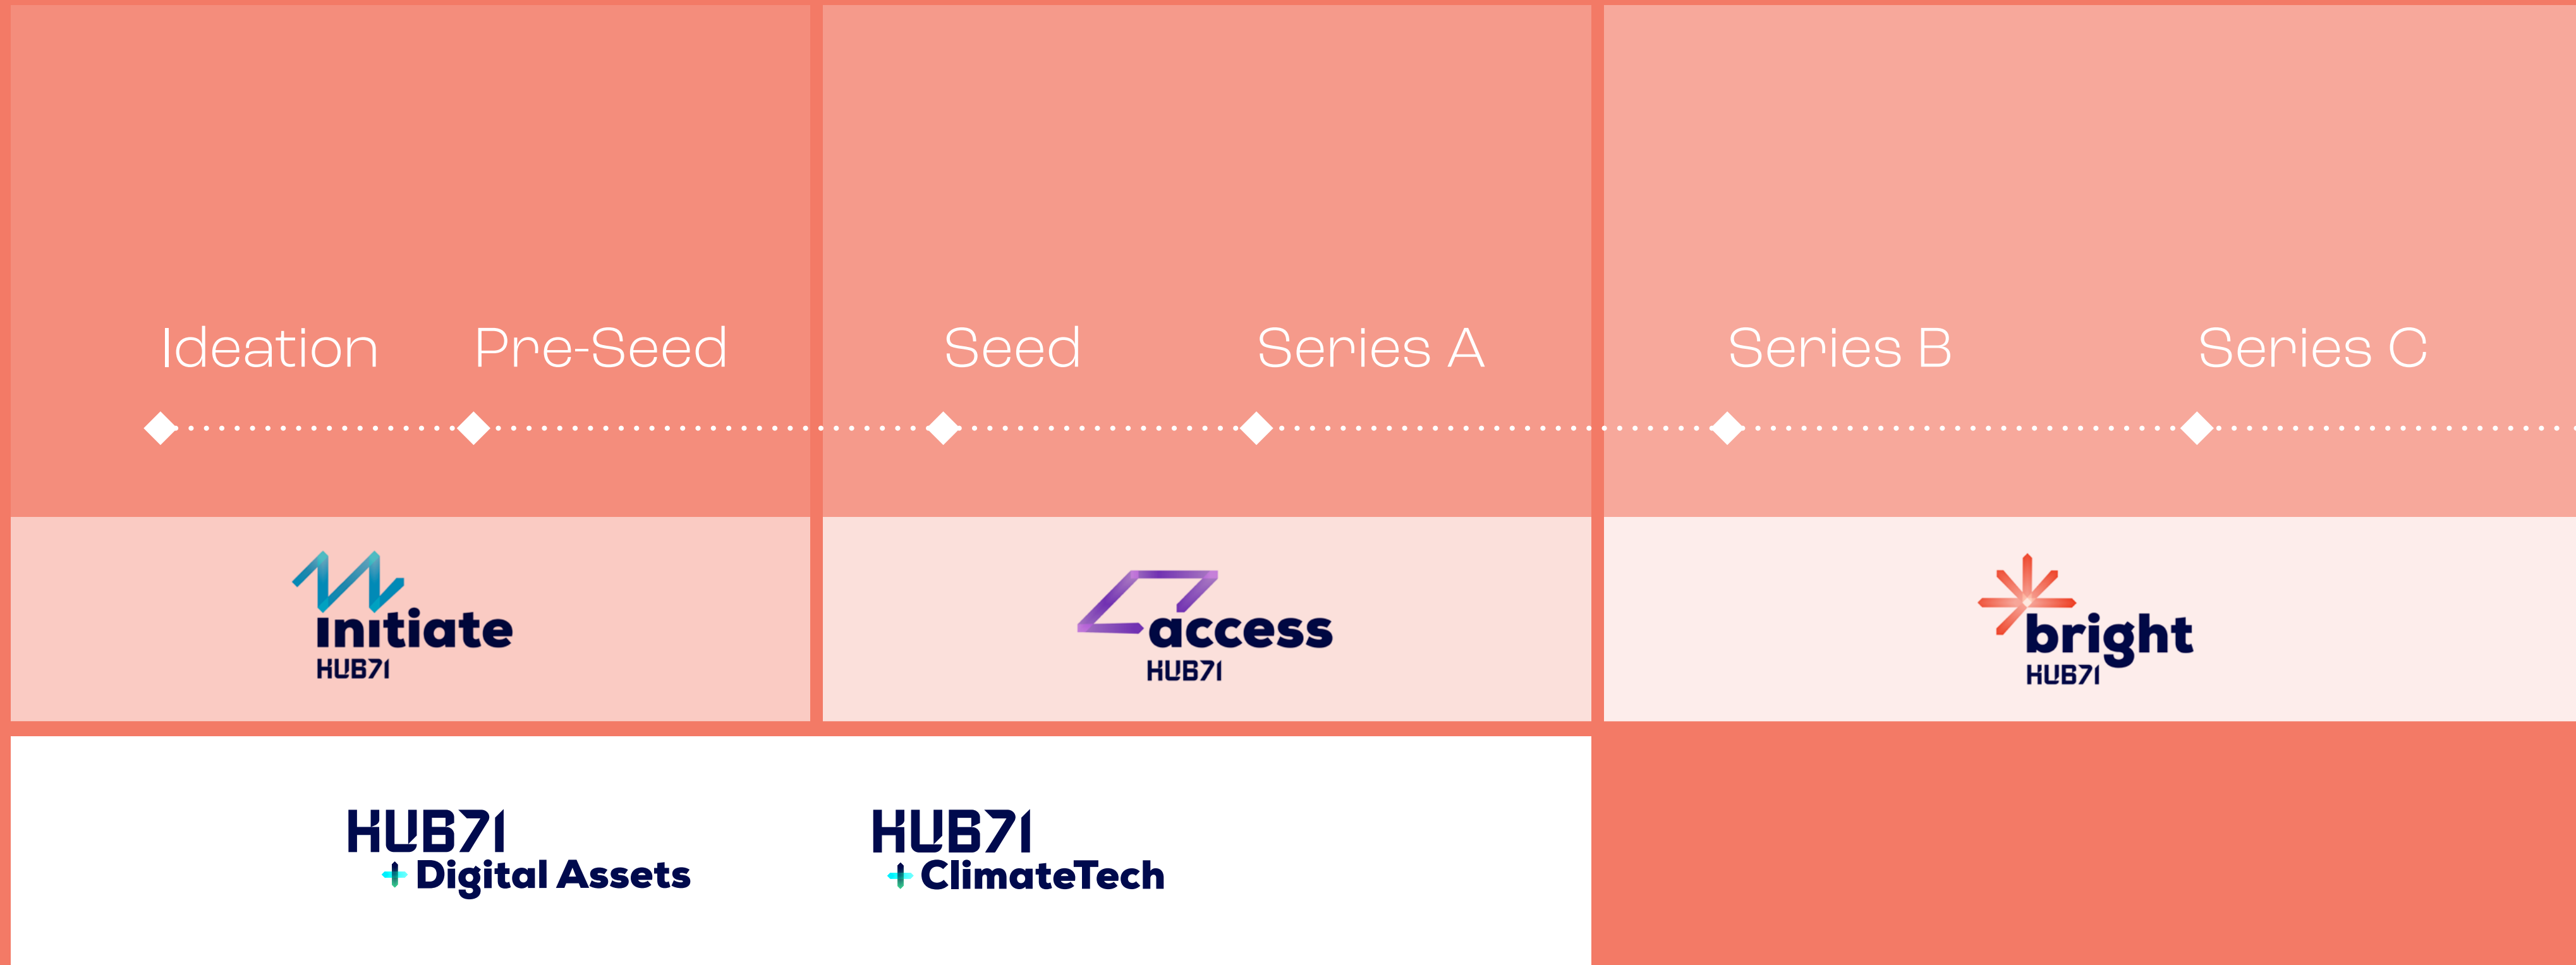 Ideation
Pre-Seed
Seed
Series A
Series B
Series C
initiate
HUB71
access
HUB71
bright
HUB71
HUB71
+ Digital Assets
HUB71
+ ClimateTech